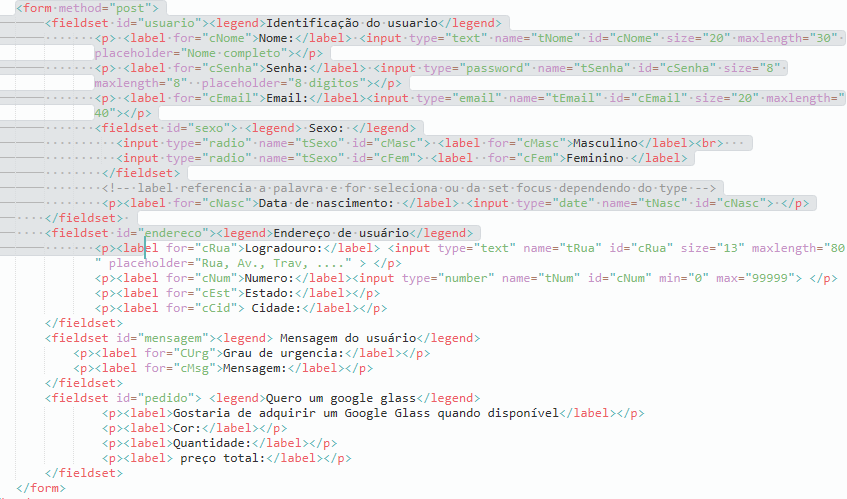 <form method="post">
<fieldset id="usuario"><legend>Identificação do usuario</legend>
<p> <label for="cNome">Nome:</label> <input type="text" name="tNome" id="cNome" size="20" maxlength="30"
placeholder="Nome completo"></p>
<p> <label for="cSenha">Senha:</label> <input type="password" name="tSenha" id="cSenha" size="8"
maxlength="8"  placeholder="8 digitos"></p>
<p> <label for="cEmail">Email:</label><input type="email" name="tEmail" id="cEmail" size="20" maxlength="
40"></p>
<fieldset id="sexo"> <legend> Sexo: </legend>
<input type="radio" name="tSexo" id="cMasc"> <label for="cMasc">Masculino</label><br>
<input type="radio" name="tSexo" id="cFem"> <label  for="cFem">Feminino </label>
</fieldset>
<!-- label referencia a palavra e for seleciona ou da set focus dependendo do type -->
<p><label for="cNasc">Data de nascimento: </label> <input type="date" name="tNasc" id="cNasc"> </p>
</fieldset>
<fieldset id="endereco"><legend>Endereço de usuário</legend>
<p><label for="cRua">Logradouro:</label> <input type="text" name="tRua" id="cRua" size="13" maxlength="80
" placeholder="Rua, Av., Trav, ...." > </p>
<p><label for="cNum">Numero:</label><input type="number" name="tNum" id="cNum" min="0" max="99999"> </p>
<p><label for="cEst">Estado:</label></p>
<p><label for="cCid"> Cidade:</label></p>
</fieldset>
<fieldset id="mensagem"><legend> Mensagem do usuário</legend>
<p><label for="CUrg">Grau de urgencia:</label></p>
<p><label for="cMsg">Mensagem:</label></p>
</fieldset>
<fieldset id="pedido"> <legend>Quero um google glass</legend>
<p><label>Gostaria de adquirir um Google Glass quando disponível</label></p>
<p><label>Cor:</label></p>
<p><label>Quantidade:</label></p>
<p><label> preço total:</label></p>
</fieldset>
</form>